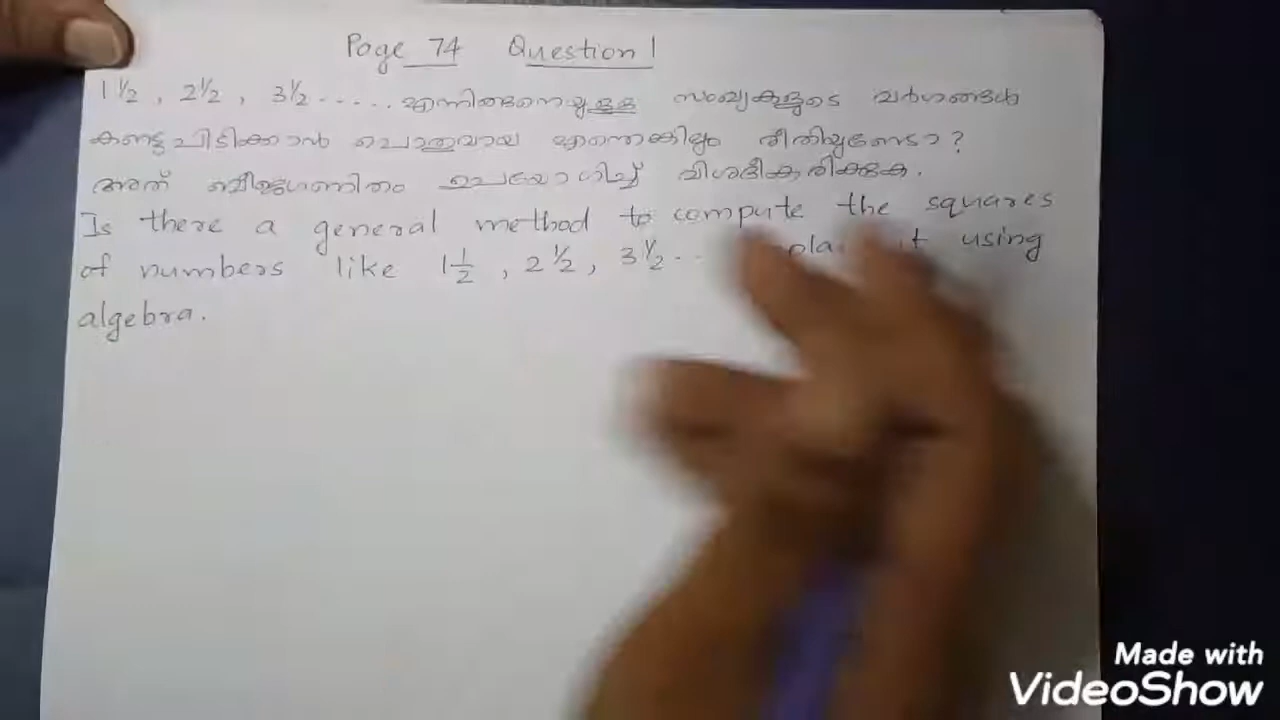 Page 74 Question 1
1½, 2½, 3½ ..... എന്നിങ്ങനെയുള്ള സംഖ്യകളുടെ വർഗങ്ങൾ
കണ്ടുപിടിക്കാൻ പൊതുവായ എന്തെങ്കിലും രീതിയുണ്ടോ?
അത് ബീജഗണിതം ഉപയോഗിച്ച് വിശദീകരിക്കുക.
Is there a general method to compute the squares
of numbers like 1½, 2½, 3½.. using
algebra.
Made with
VideoShow